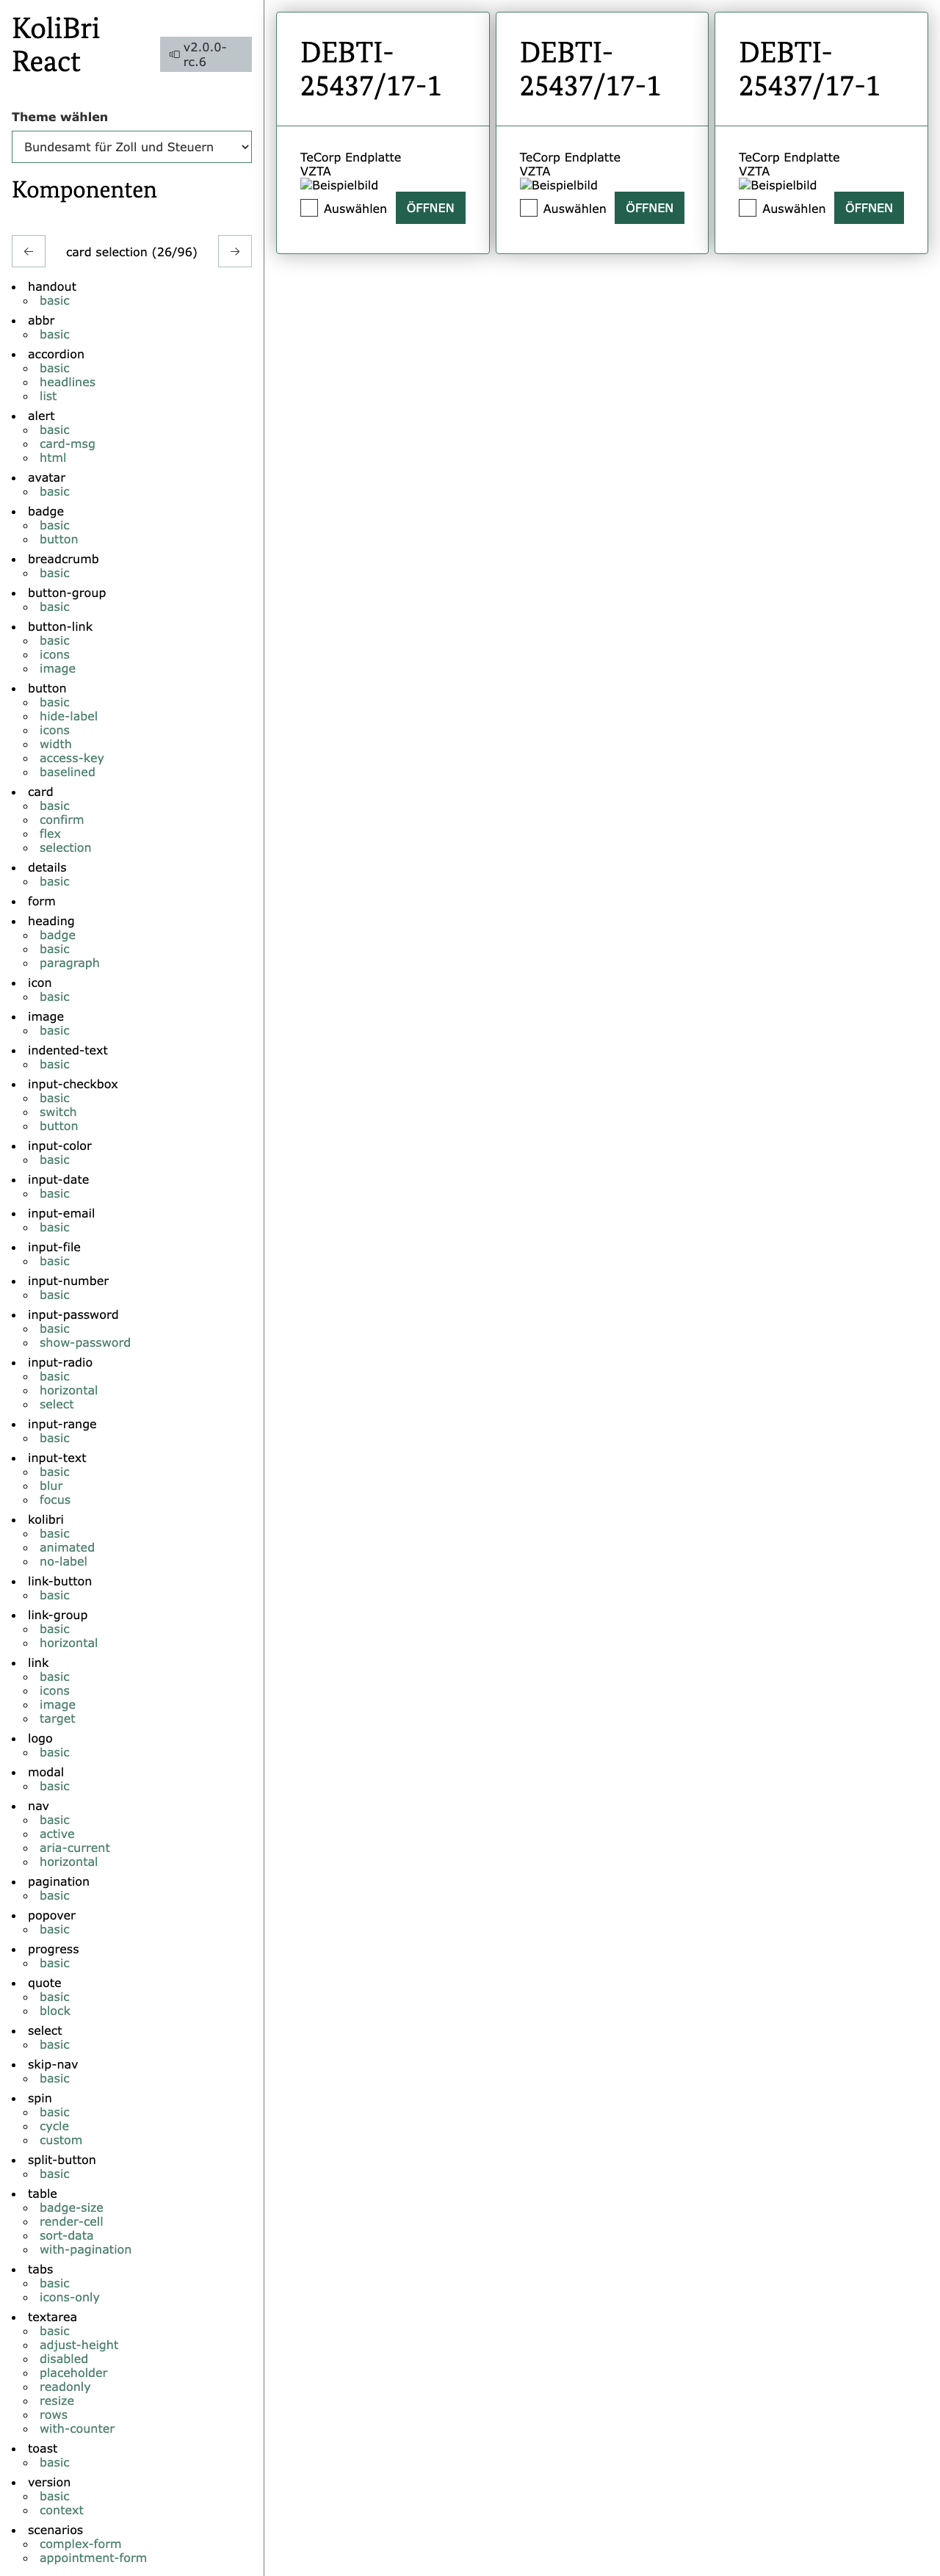 KoliBri
React
v2.0.0-
rc.6
Theme wählen
Bundesamt für Zoll und Steuern
Komponenten
← card selection (26/96) →
handout
basic
abbr
basic
accordion
basic
headlines
list
alert
basic
card-msg
html
avatar
basic
badge
basic
button
breadcrumb
basic
button-group
basic
button-link
basic
icons
image
button
basic
hide-label
icons
width
access-key
baselined
card
basic
confirm
flex
selection
details
basic
form
heading
badge
basic
paragraph
icon
basic
image
basic
indented-text
basic
input-checkbox
basic
switch
button
input-color
basic
input-date
basic
input-email
basic
input-file
basic
input-number
basic
input-password
basic
show-password
input-radio
basic
horizontal
select
input-range
basic
input-text
basic
blur
focus
kolibri
basic
animated
no-label
link-button
basic
link-group
basic
horizontal
link
basic
icons
image
target
logo
basic
modal
basic
nav
basic
active
aria-current
horizontal
pagination
basic
popover
basic
progress
basic
quote
basic
block
select
basic
skip-nav
basic
spin
basic
cycle
custom
split-button
basic
table
badge-size
render-cell
sort-data
with-pagination
tabs
basic
icons-only
textarea
basic
adjust-height
disabled
placeholder
readonly
resize
rows
with-counter
toast
basic
version
basic
context
scenarios
complex-form
appointment-form
DEBTI-
25437/17-1
TeCorp Endplatte
VZTA
Beispielbild
Auswählen ÖFFNEN
DEBTI-
25437/17-1
TeCorp Endplatte
VZTA
Beispielbild
Auswählen ÖFFNEN
DEBTI-
25437/17-1
TeCorp Endplatte
VZTA
Beispielbild
Auswählen ÖFFNEN